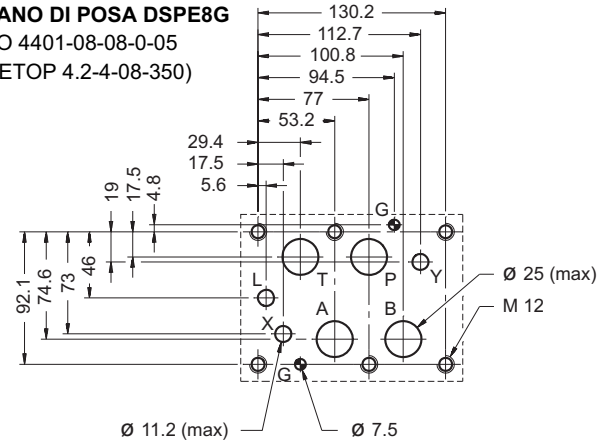 ANO DI POSA DSPE8G
O 4401-08-08-0-05
ETOP 4.2-4-08-350)
130.2
112.7
100.8
94.5
77
53.2
29.4
17.5
5.6
19
17.5
4.8
92.1
74.6
73
46
G
L
T
P
Y
X
A
B
G
Ø 25 (max)
M 12
Ø 11.2 (max)
Ø 7.5